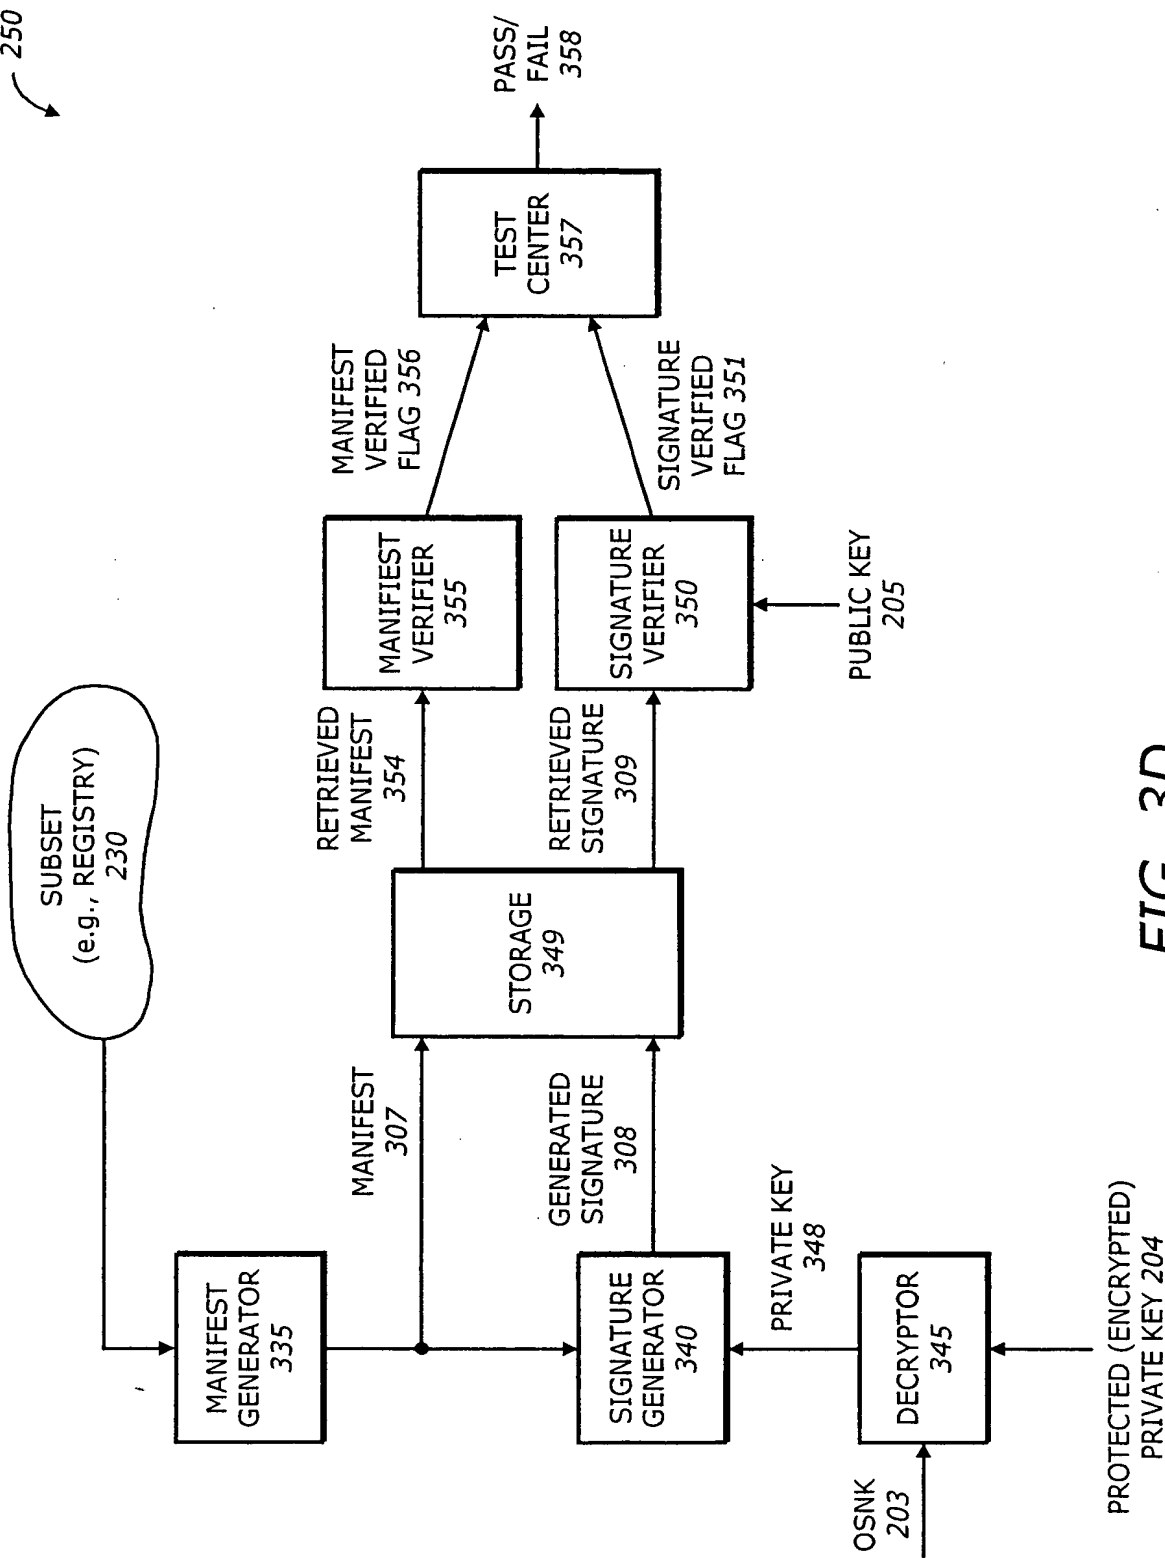 250
SUBSET
(e.g., REGISTRY)
230
MANIFEST
GENERATOR
335
MANIFEST
307
GENERATED
SIGNATURE
308
SIGNATURE
GENERATOR
340
PRIVATE KEY
348
DECRYPTOR
345
OSNK
203
PROTECTED (ENCRYPTED)
PRIVATE KEY 204
STORAGE
349
RETRIEVED
MANIFEST
354
RETRIEVED
SIGNATURE
309
MANIFIEST
VERIFIER
355
SIGNATURE
VERIFIER
350
PUBLIC KEY
205
MANIFEST
VERIFIED
FLAG 356
SIGNATURE
VERIFIED
FLAG 351
TEST
CENTER
357
PASS/
FAIL
358
FIG. 3D